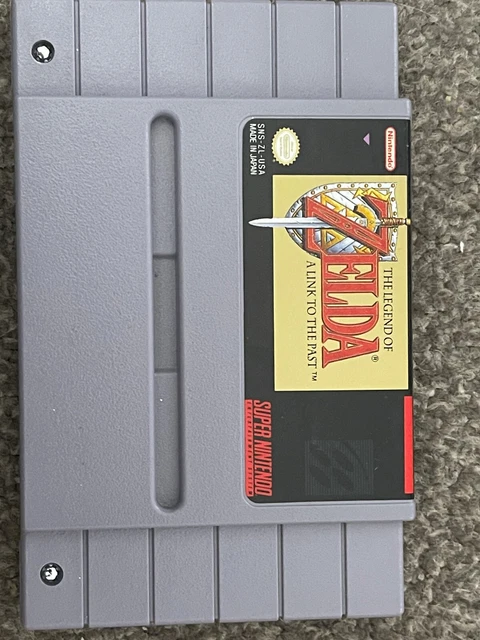 Nintendo
SNS-ZL-USA
MADE IN JAPAN
THE LEGEND OF
ZELDA®
A LINK TO THE PAST™
SUPER NINTENDO